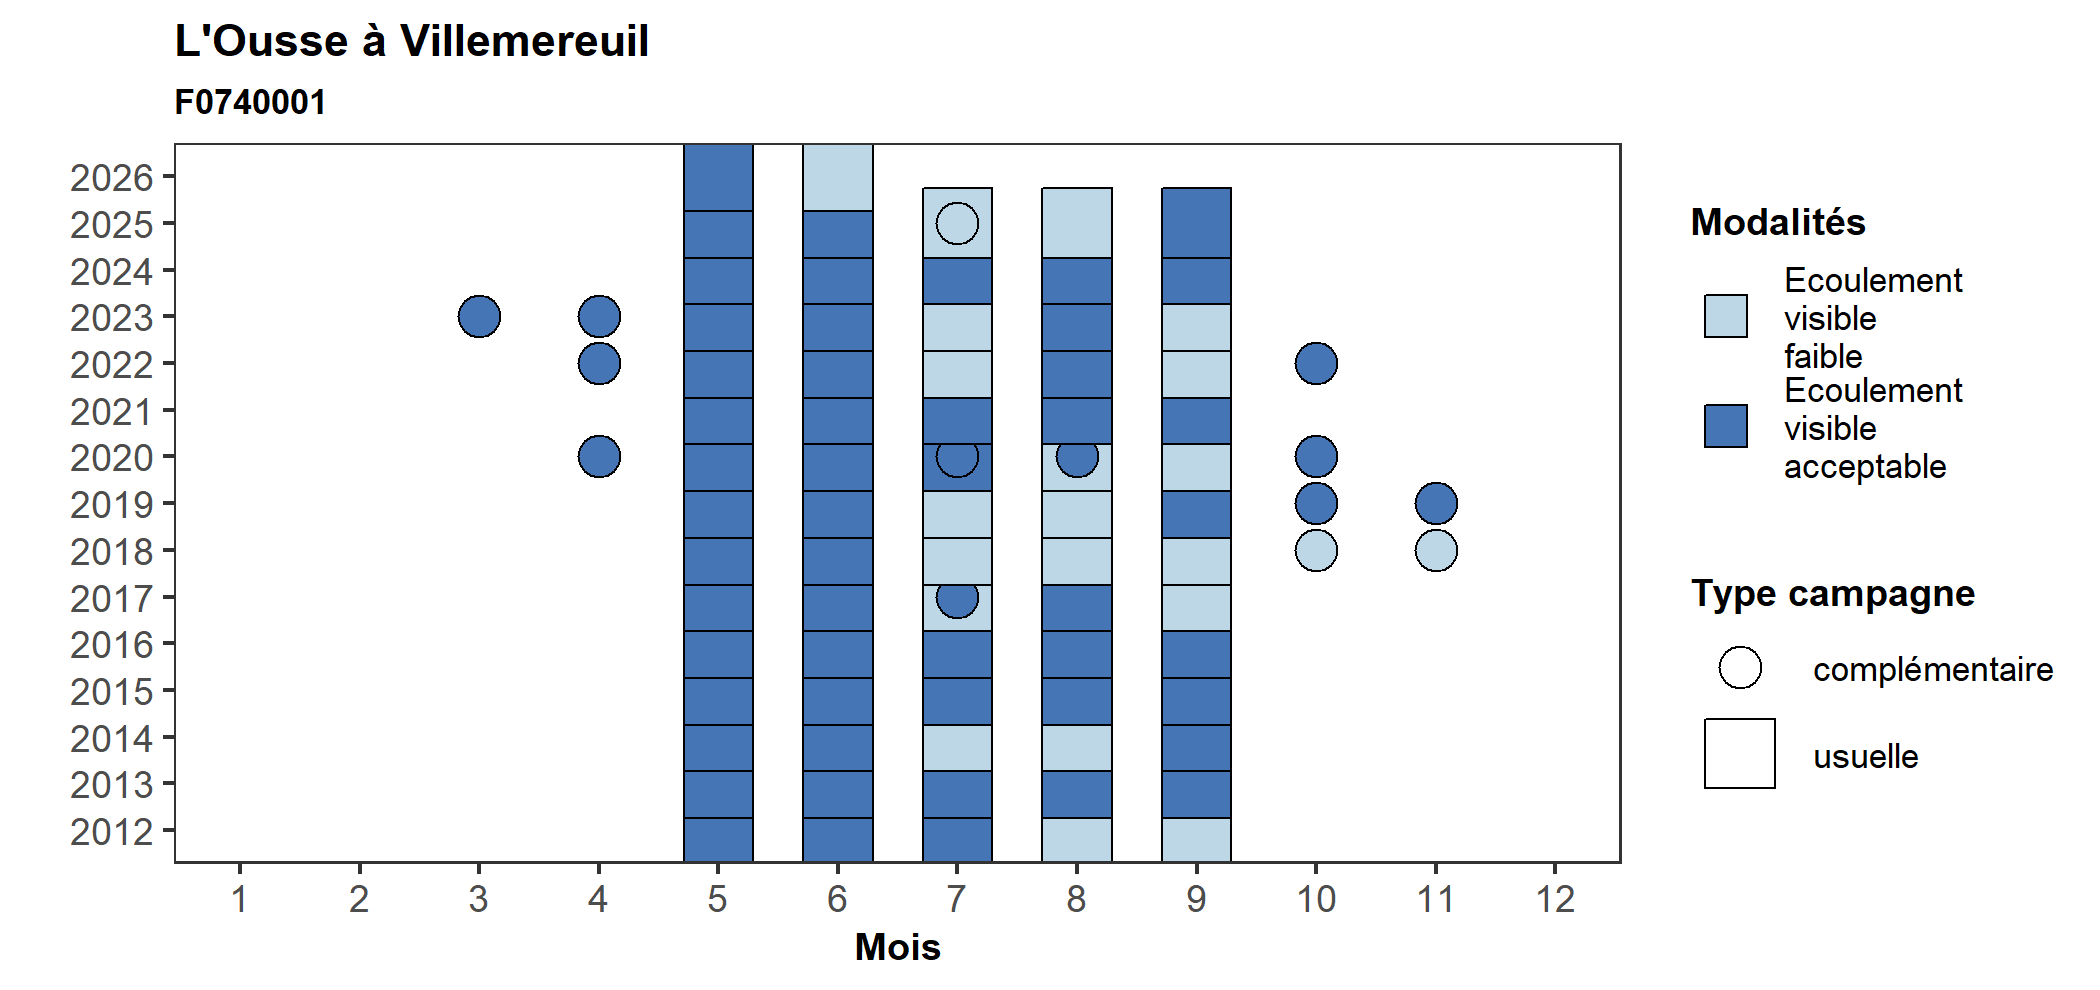 L'Ousse à Villemereuil
F0740001
2026
2025
2024
2023
2022
2021
2020
2019
2018
2017
2016
2015
2014
2013
2012
1 2 3 4 5 6 7 8 9 10 11 12
Mois
Modalités
Ecoulement
visible
faible
Ecoulement
visible
acceptable
Type campagne
complémentaire
usuelle